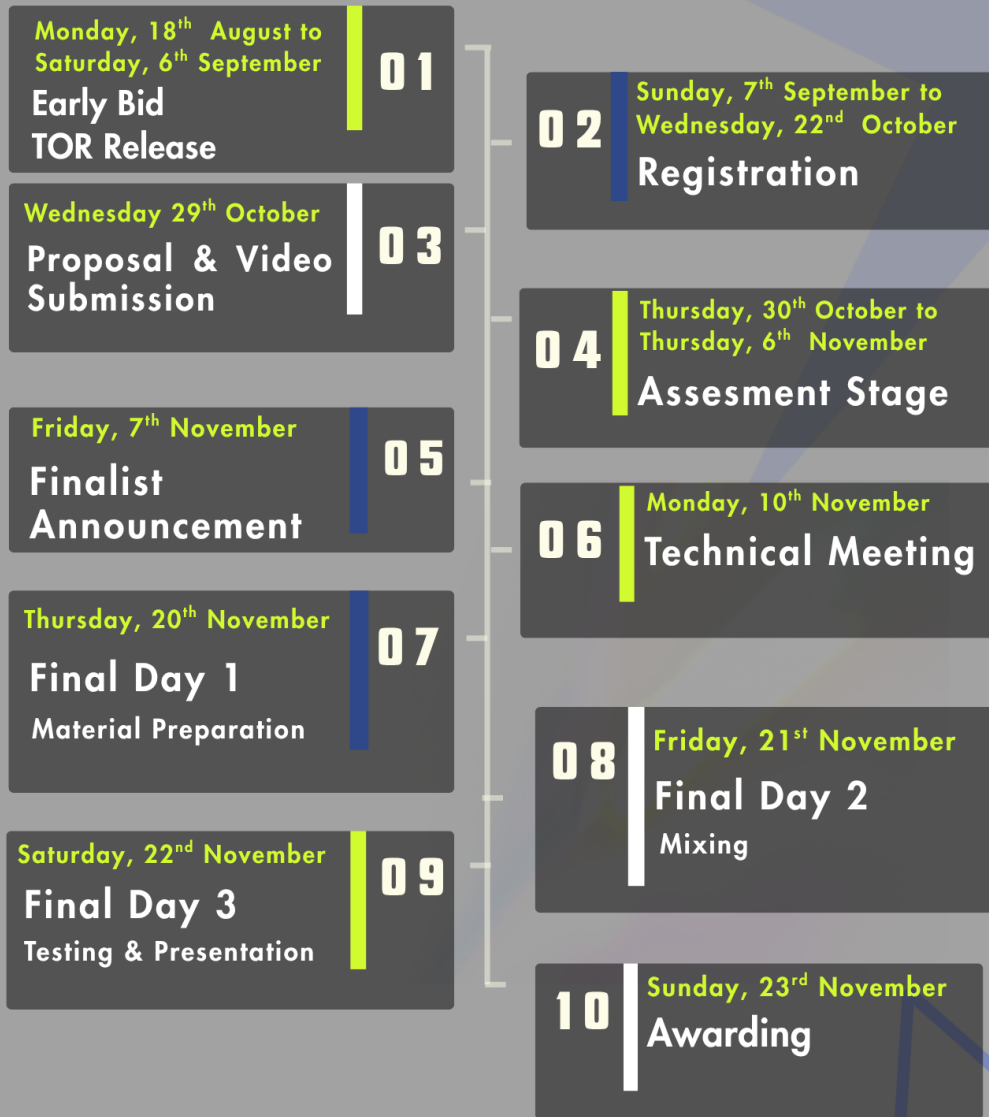 Monday, 18th August to
Saturday, 6th September
Early Bid
TOR Release
01
Sunday, 7th September to
Wednesday, 22nd October
Registration
02
Wednesday 29th October
Proposal & Video
Submission
03
Thursday, 30th October to
Thursday, 6th November
Assesment Stage
04
Friday, 7th November
Finalist
Announcement
05
Monday, 10th November
Technical Meeting
06
Thursday, 20th November
Final Day 1
Material Preparation
07
Friday, 21st November
Final Day 2
Mixing
08
Saturday, 22nd November
Final Day 3
Testing & Presentation
09
Sunday, 23rd November
Awarding
10